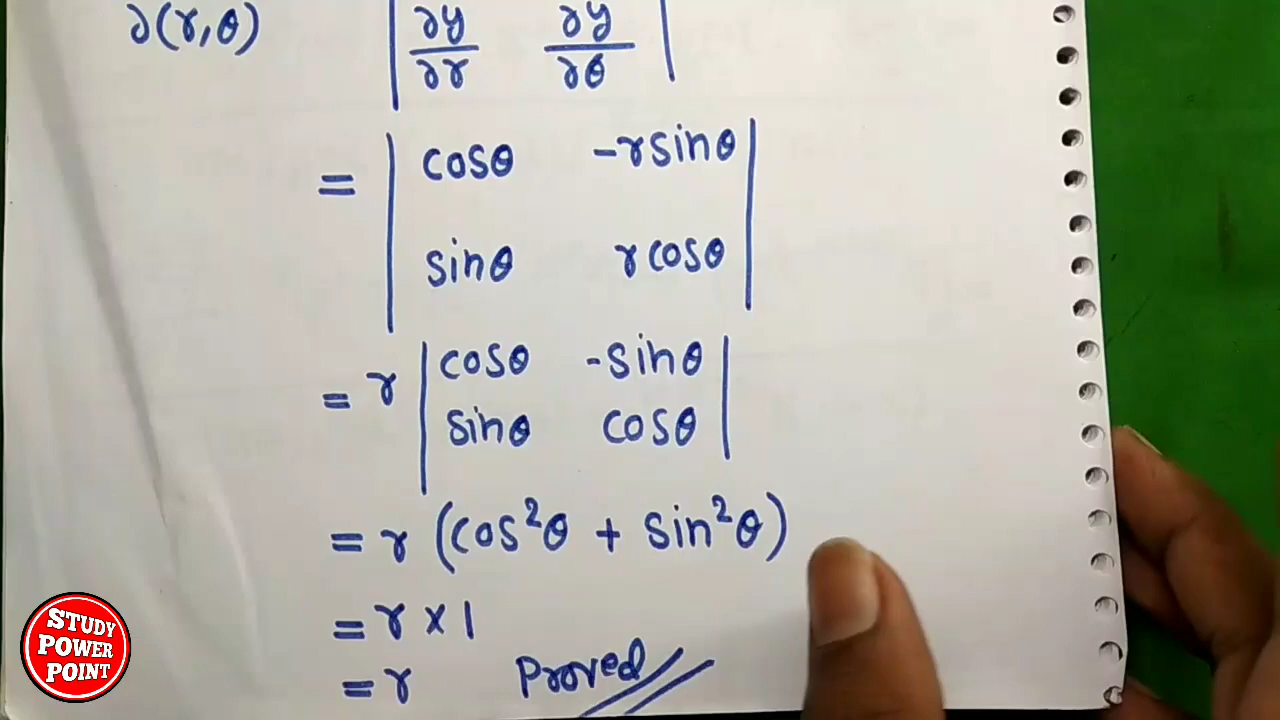 ∂(r,θ) | ∂y/∂r ∂y/∂θ |
= | cosθ -rsinθ |
| sinθ rcosθ |
= r | cosθ -sinθ |
| sinθ cosθ |
= r (cos²θ + sin²θ)
= r × 1
= r Proved
STUDY
POWER
POINT